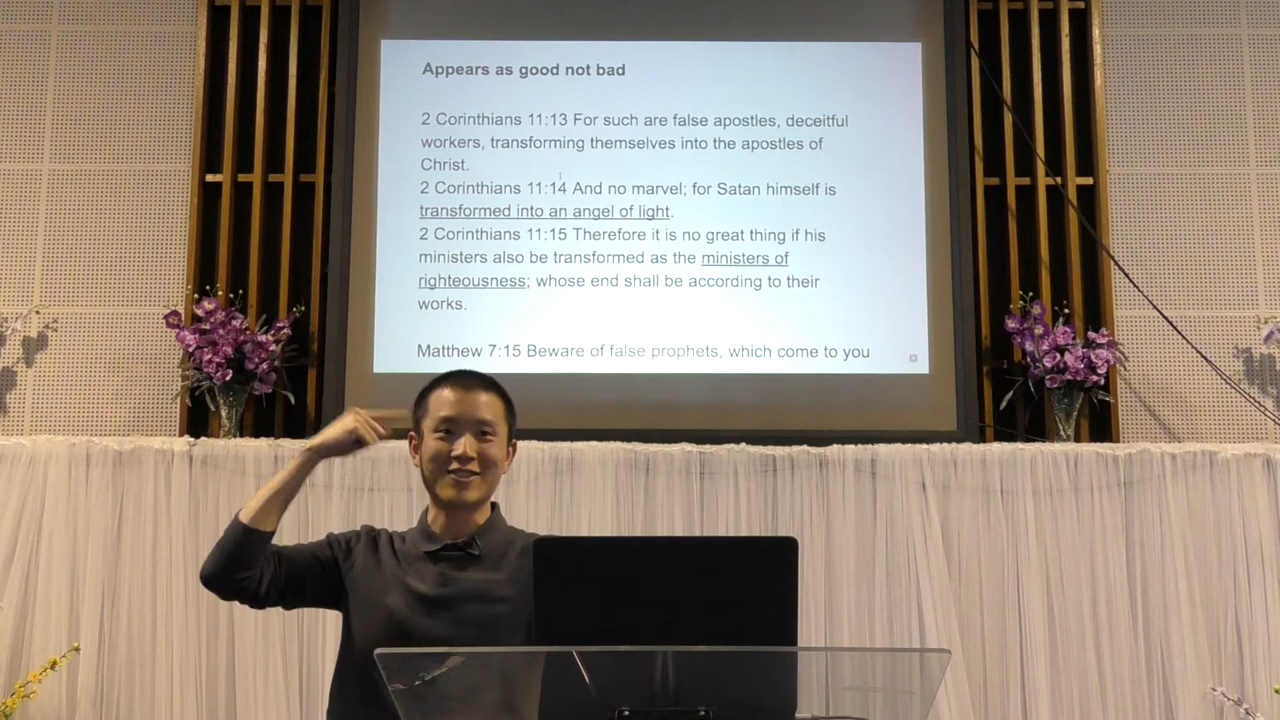 Appears as good not bad
2 Corinthians 11:13 For such are false apostles, deceitful
workers, transforming themselves into the apostles of
Christ.
2 Corinthians 11:14 And no marvel; for Satan himself is
transformed into an angel of light.
2 Corinthians 11:15 Therefore it is no great thing if his
ministers also be transformed as the ministers of
righteousness; whose end shall be according to their
works.
Matthew 7:15 Beware of false prophets, which come to you